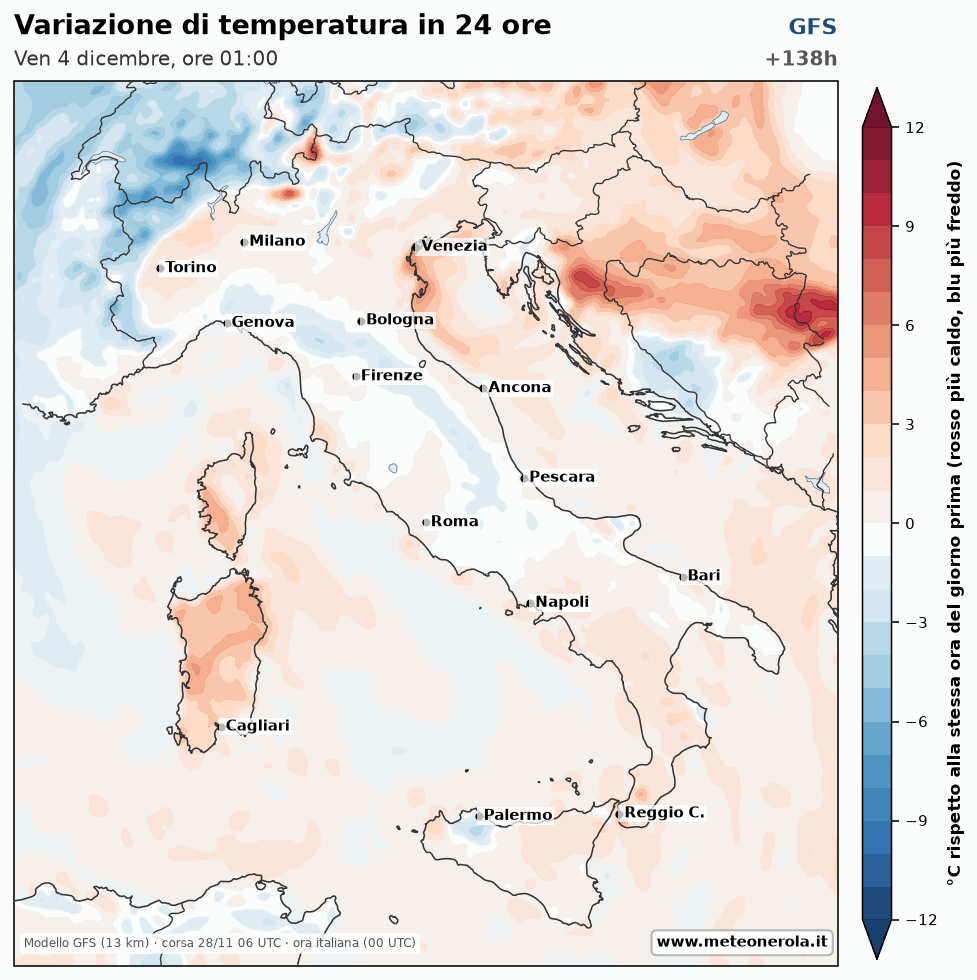 Variazione di temperatura in 24 ore
GFS
Ven 4 dicembre, ore 01:00
+138h
Milano
Venezia
Torino
Genova
Bologna
Firenze
Ancona
Pescara
Roma
Bari
Napoli
Cagliari
Palermo
Reggio C.
12
9
6
3
0
−3
−6
−9
−12
°C rispetto alla stessa ora del giorno prima (rosso più caldo, blu più freddo)
Modello GFS (13 km) · corsa 28/11 06 UTC · ora italiana (00 UTC)
www.meteonerola.it